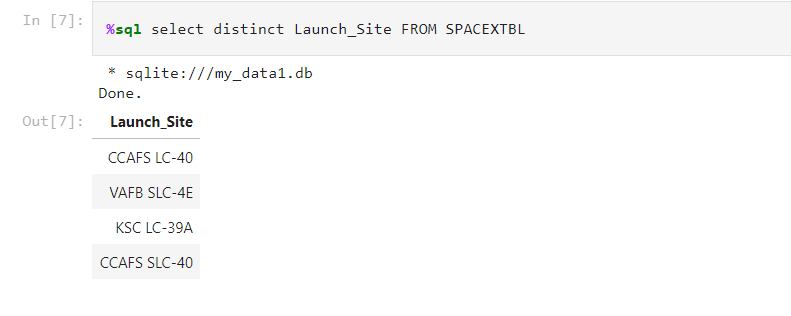 In [7]:
%sql select distinct Launch_Site FROM SPACEXTBL
* sqlite:///my_data1.db
Done.
Out[7]:
Launch_Site
CCAFS LC-40
VAFB SLC-4E
KSC LC-39A
CCAFS SLC-40